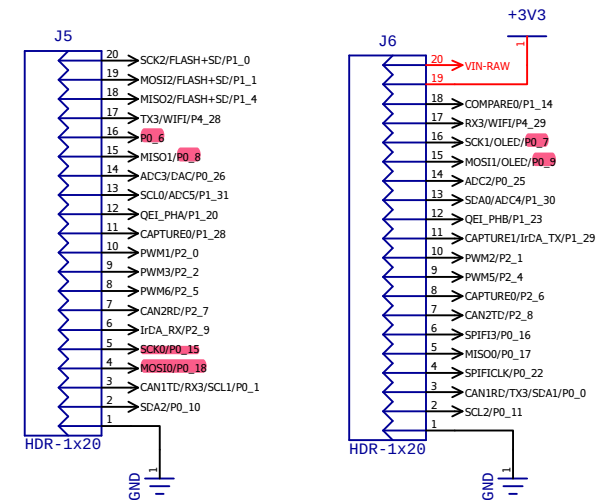 J5
20 SCK2/FLASH+SD/P1_0
19 MOSI2/FLASH+SD/P1_1
18 MISO2/FLASH+SD/P1_4
17 TX3/WIFI/P4_28
16 P0_6
15 MISO1/P0_8
14 ADC3/DAC/P0_26
13 SCL0/ADC5/P1_31
12 QEI_PHA/P1_20
11 CAPTURE0/P1_28
10 PWM1/P2_0
9 PWM3/P2_2
8 PWM6/P2_5
7 CAN2RD/P2_7
6 IrDA_RX/P2_9
5 SCK0/P0_15
4 MOSI0/P0_18
3 CAN1TD/RX3/SCL1/P0_1
2 SDA2/P0_10
1
HDR-1x20
GND 1
+3V3
1
J6
20 VIN-RAW
19
18 COMPARE0/P1_14
17 RX3/WIFI/P4_29
16 SCK1/OLED/P0_7
15 MOSI1/OLED/P0_9
14 ADC2/P0_25
13 SDA0/ADC4/P1_30
12 QEI_PHB/P1_23
11 CAPTURE1/IrDA_TX/P1_29
10 PWM2/P2_1
9 PWM5/P2_4
8 CAPTURE0/P2_6
7 CAN2TD/P2_8
6 SPIFI3/P0_16
5 MISO0/P0_17
4 SPIFICLK/P0_22
3 CAN1RD/TX3/SDA1/P0_0
2 SCL2/P0_11
1
HDR-1x20
GND 1